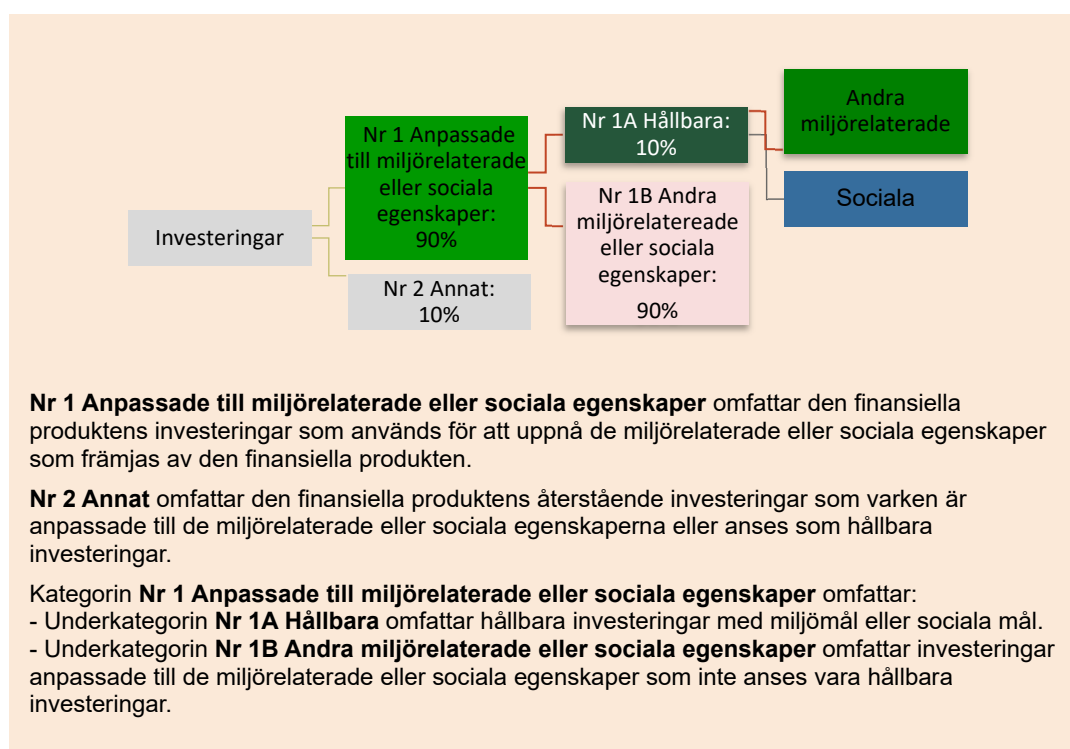 Investeringar
Nr 1 Anpassade
till miljörelaterade
eller sociala
egenskaper:
90%
Nr 2 Annat:
10%
Nr 1A Hållbara:
10%
Nr 1B Andra
miljörelatereade
eller sociala
egenskaper:
90%
Andra
miljörelaterade
Sociala
Nr 1 Anpassade till miljörelaterade eller sociala egenskaper omfattar den finansiella
produktens investeringar som används för att uppnå de miljörelaterade eller sociala egenskaper
som främjas av den finansiella produkten.
Nr 2 Annat omfattar den finansiella produktens återstående investeringar som varken är
anpassade till de miljörelaterade eller sociala egenskaperna eller anses som hållbara
investeringar.
Kategorin Nr 1 Anpassade till miljörelaterade eller sociala egenskaper omfattar:
- Underkategorin Nr 1A Hållbara omfattar hållbara investeringar med miljömål eller sociala mål.
- Underkategorin Nr 1B Andra miljörelaterade eller sociala egenskaper omfattar investeringar
anpassade till de miljörelaterade eller sociala egenskaper som inte anses vara hållbara
investeringar.